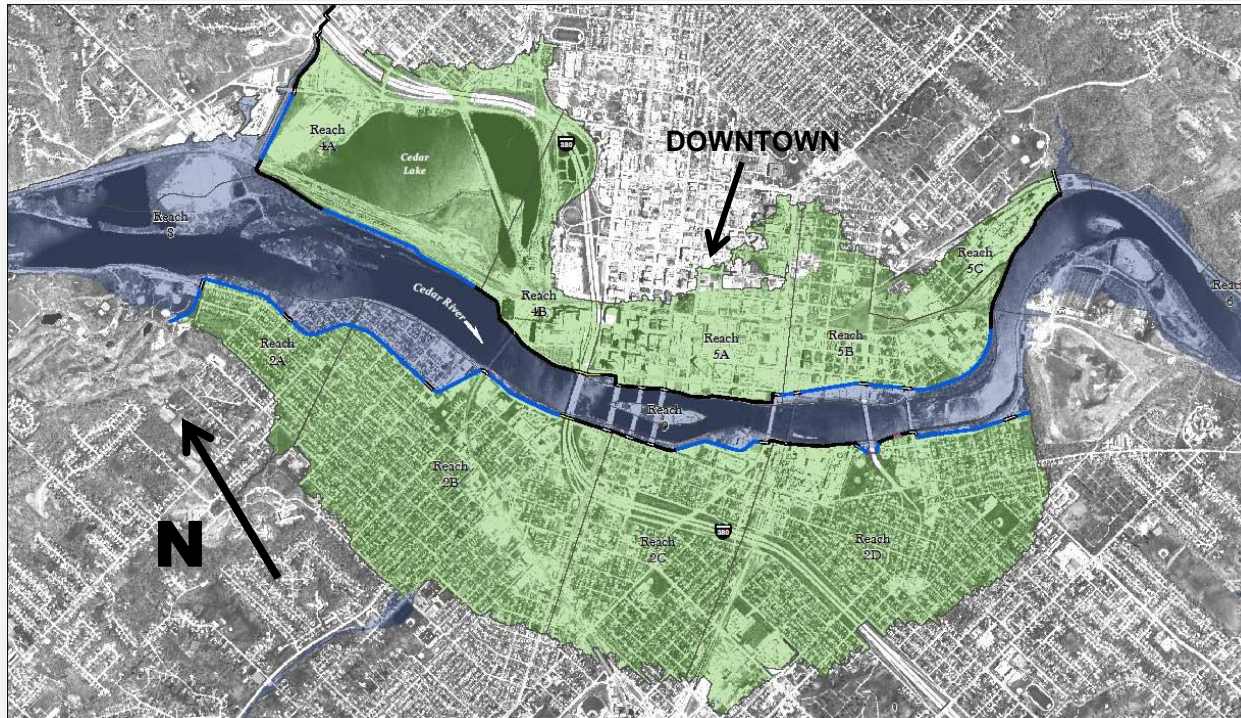 Reach
4A
Cedar
Lake
380
DOWNTOWN
Reach
Reach
5C
Cedar River
Reach
4B
Reach
5A
Reach
5B
Reach
2A
Reach
Reach
2B
N
380
Reach
2C
Reach
2D